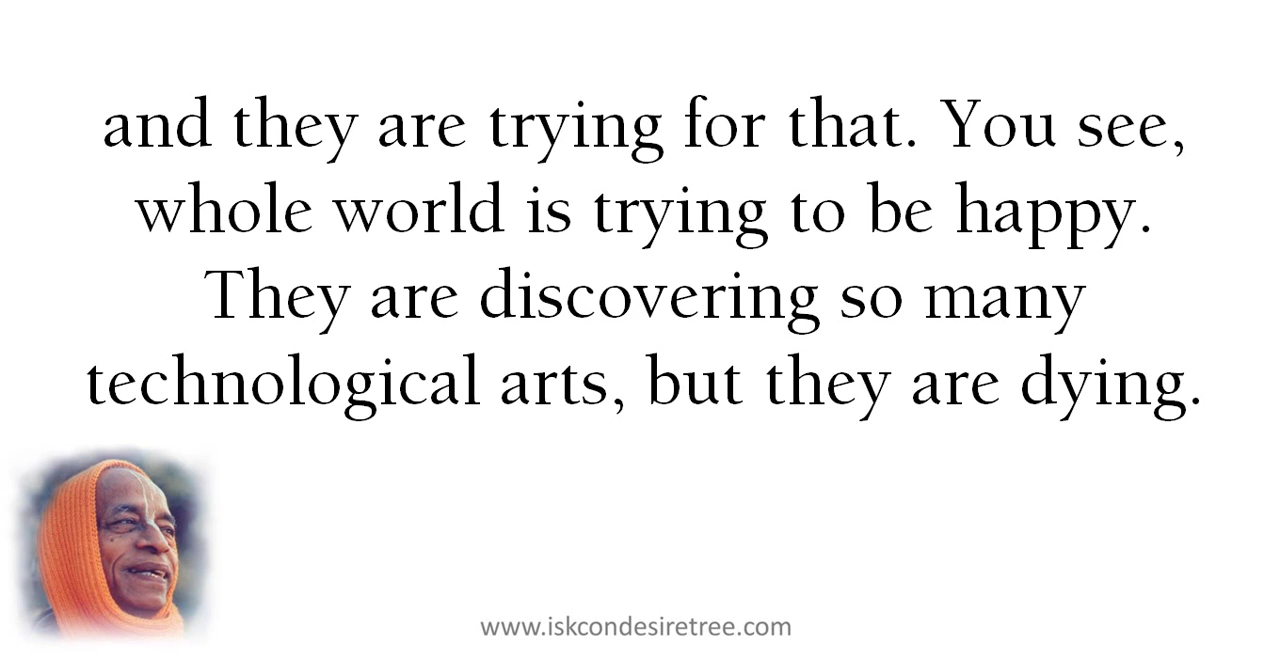 and they are trying for that. You see,
whole world is trying to be happy.
They are discovering so many
technological arts, but they are dying.
www.iskcondesiretree.com